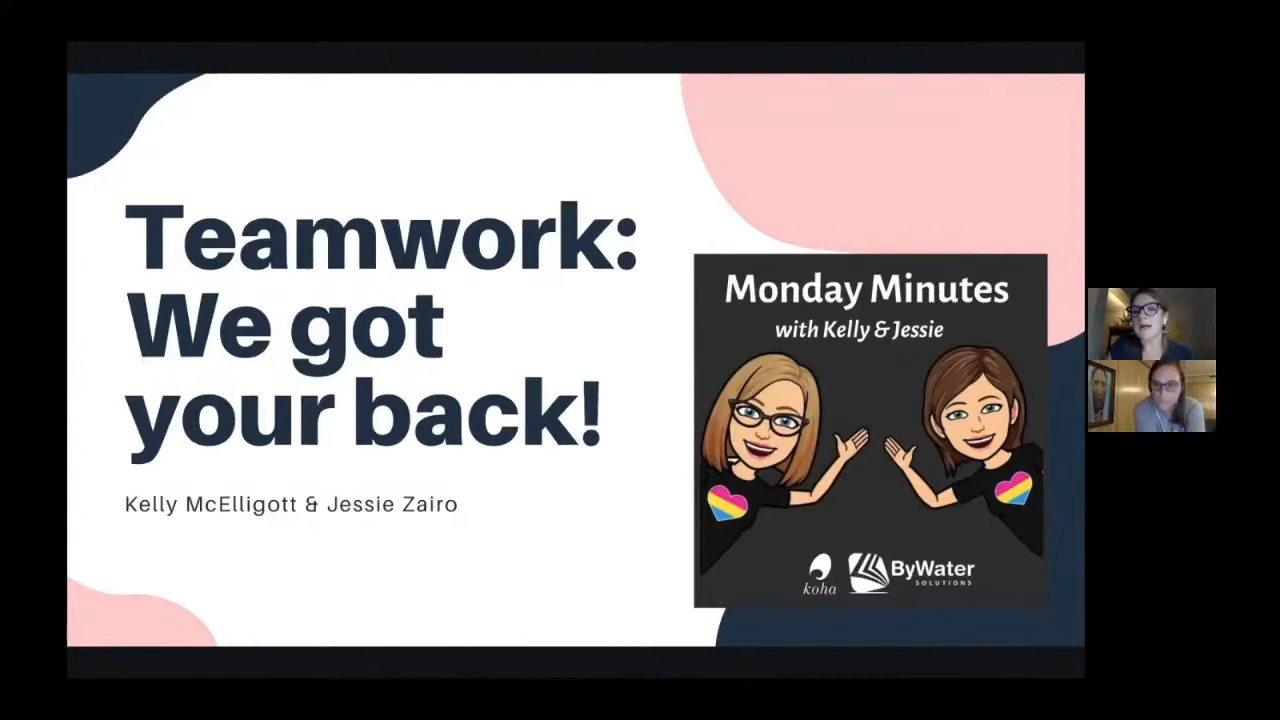 Teamwork:
We got
your back!
Kelly McElligott & Jessie Zairo
Monday Minutes
with Kelly & Jessie
koha
ByWater
SOLUTIONS